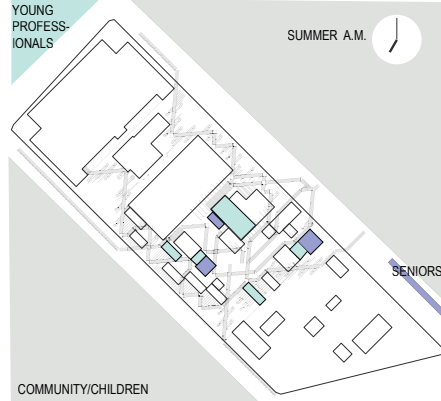 YOUNG
PROFESS-
IONALS
SUMMER A.M.
SENIORS
COMMUNITY/CHILDREN